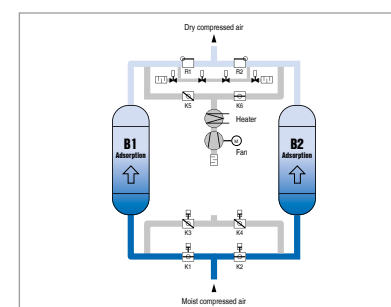 Dry compressed air
R1 R2
K5 K6
Heater
B1 B2
Adsorption Adsorption
M
Fan
K3 K4
K1 K2
Moist compressed air